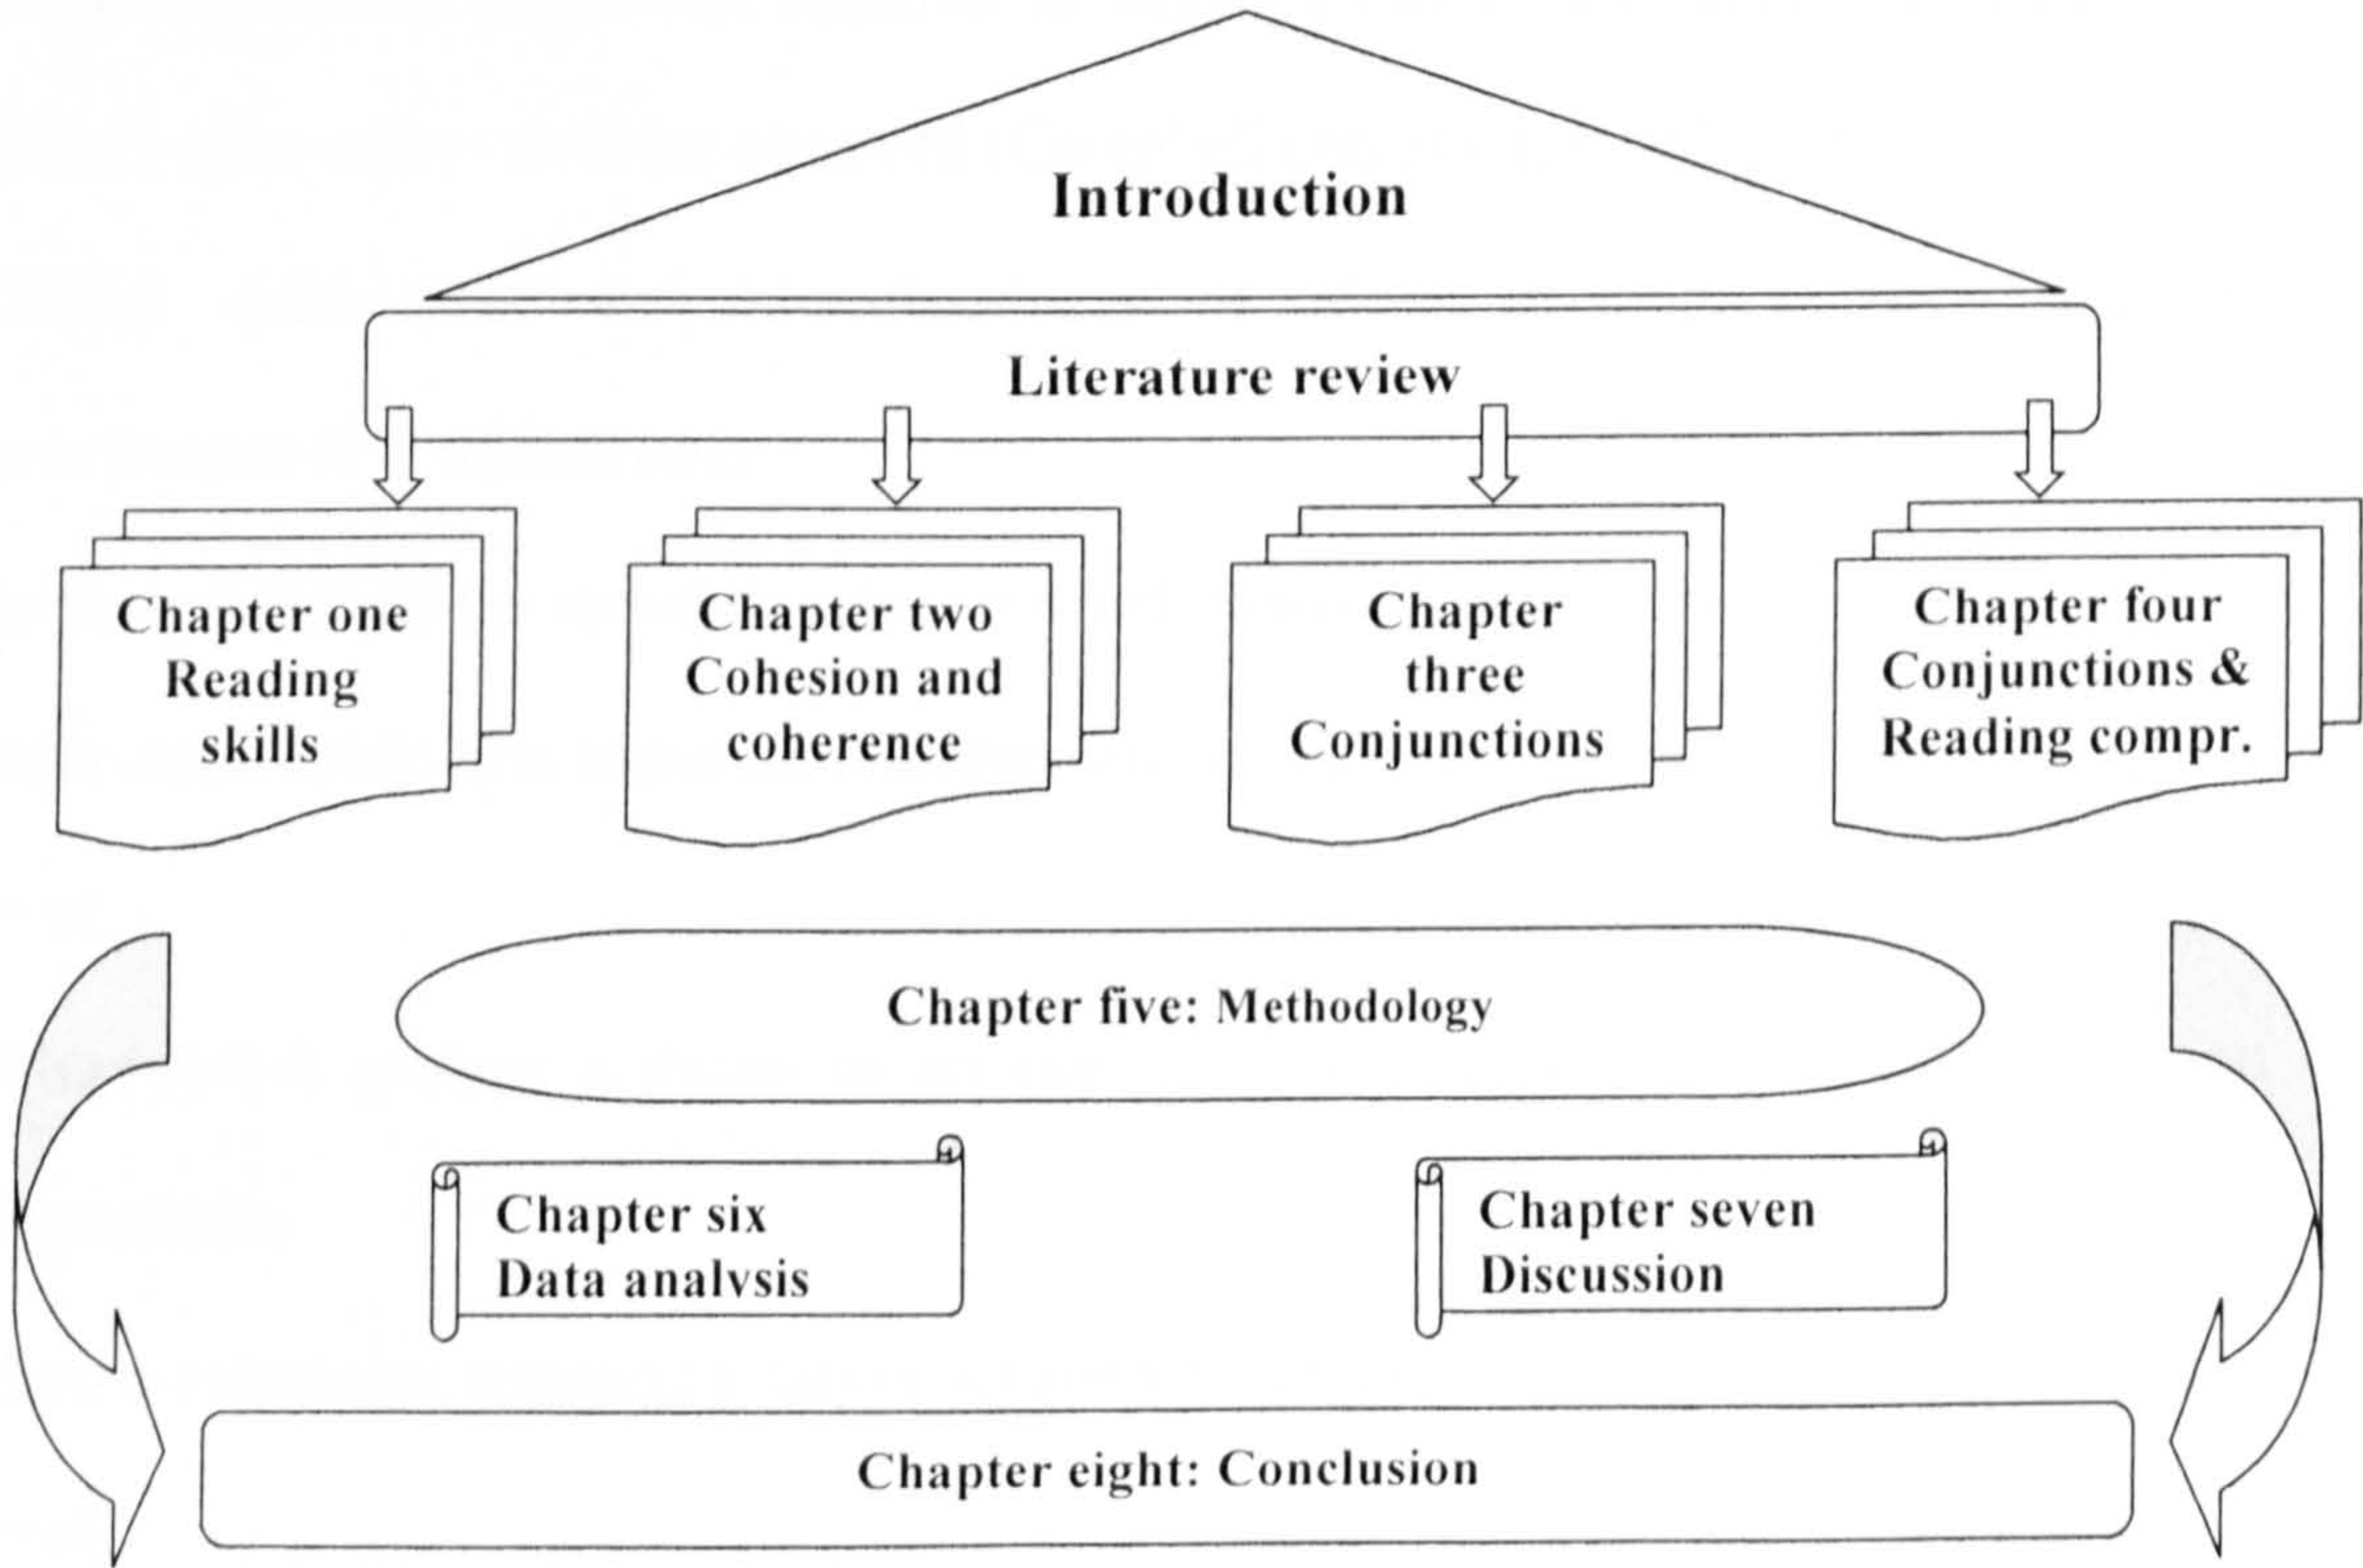 Introduction
Literature review
Chapter one
Reading
skills
Chapter two
Cohesion and
coherence
Chapter
three
Conjunctions
Chapter four
Conjunctions &
Reading compr.
Chapter five: Methodology
Chapter six
Data analysis
Chapter seven
Discussion
Chapter eight: Conclusion